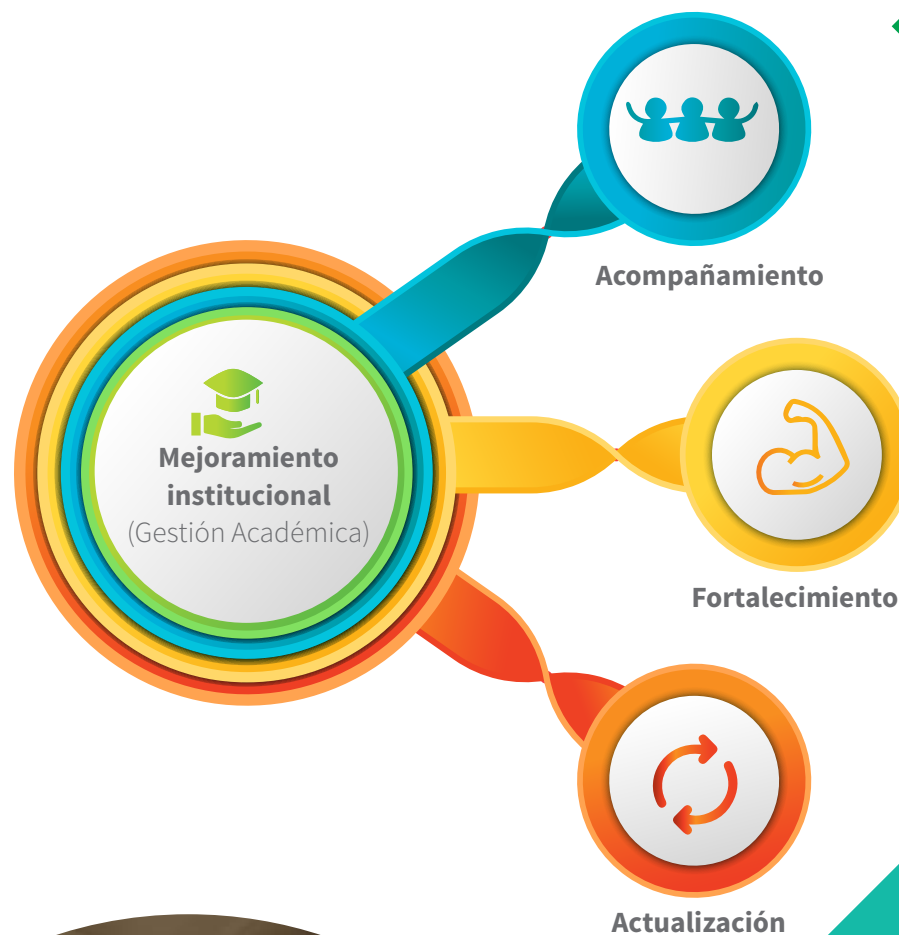 Acompañamiento
Mejoramiento
institucional
(Gestión Académica)
Fortalecimiento
Actualización